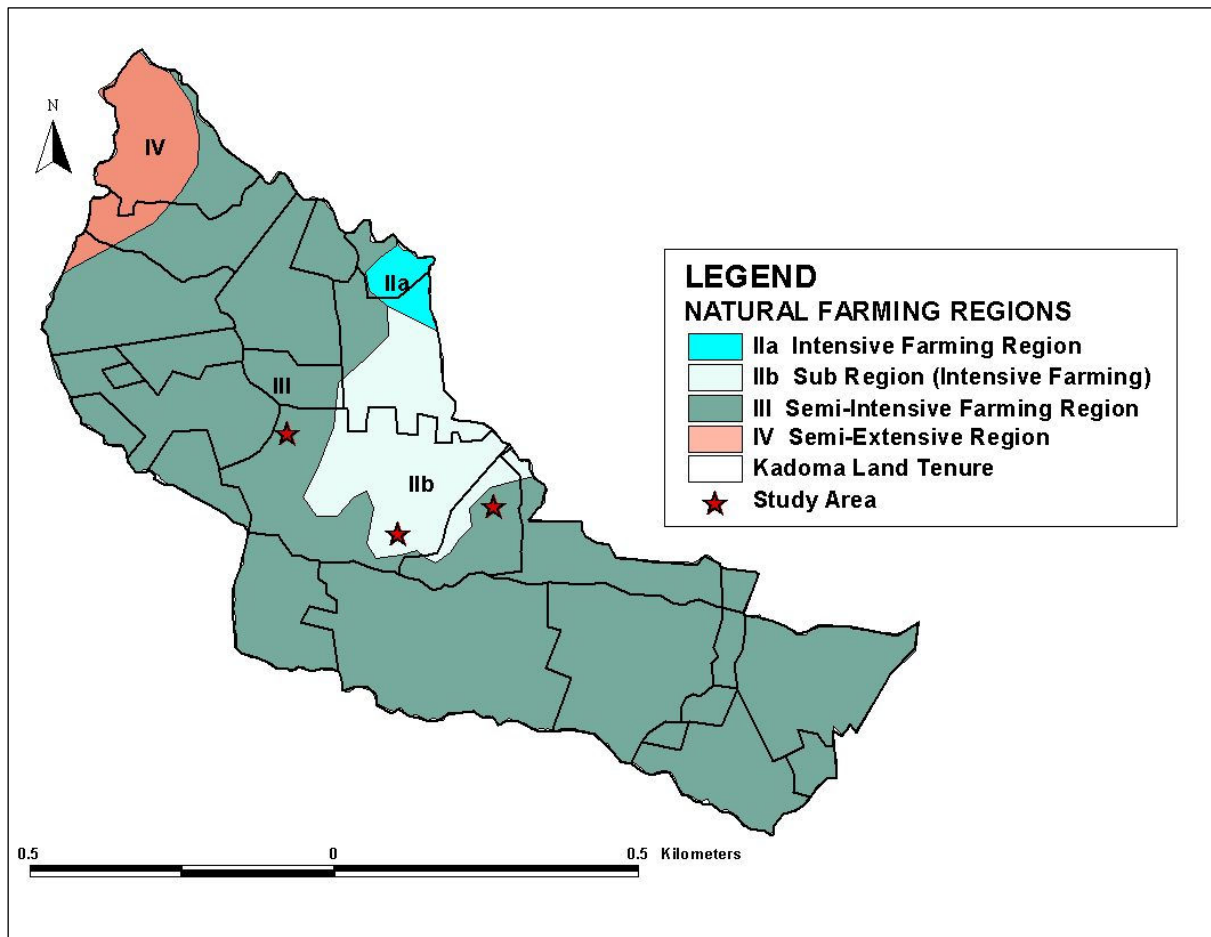 N
IV
IIa
III
IIb
LEGEND
NATURAL FARMING REGIONS
IIa Intensive Farming Region
IIb Sub Region (Intensive Farming)
III Semi-Intensive Farming Region
IV Semi-Extensive Region
Kadoma Land Tenure
Study Area
0.5 0 0.5 Kilometers